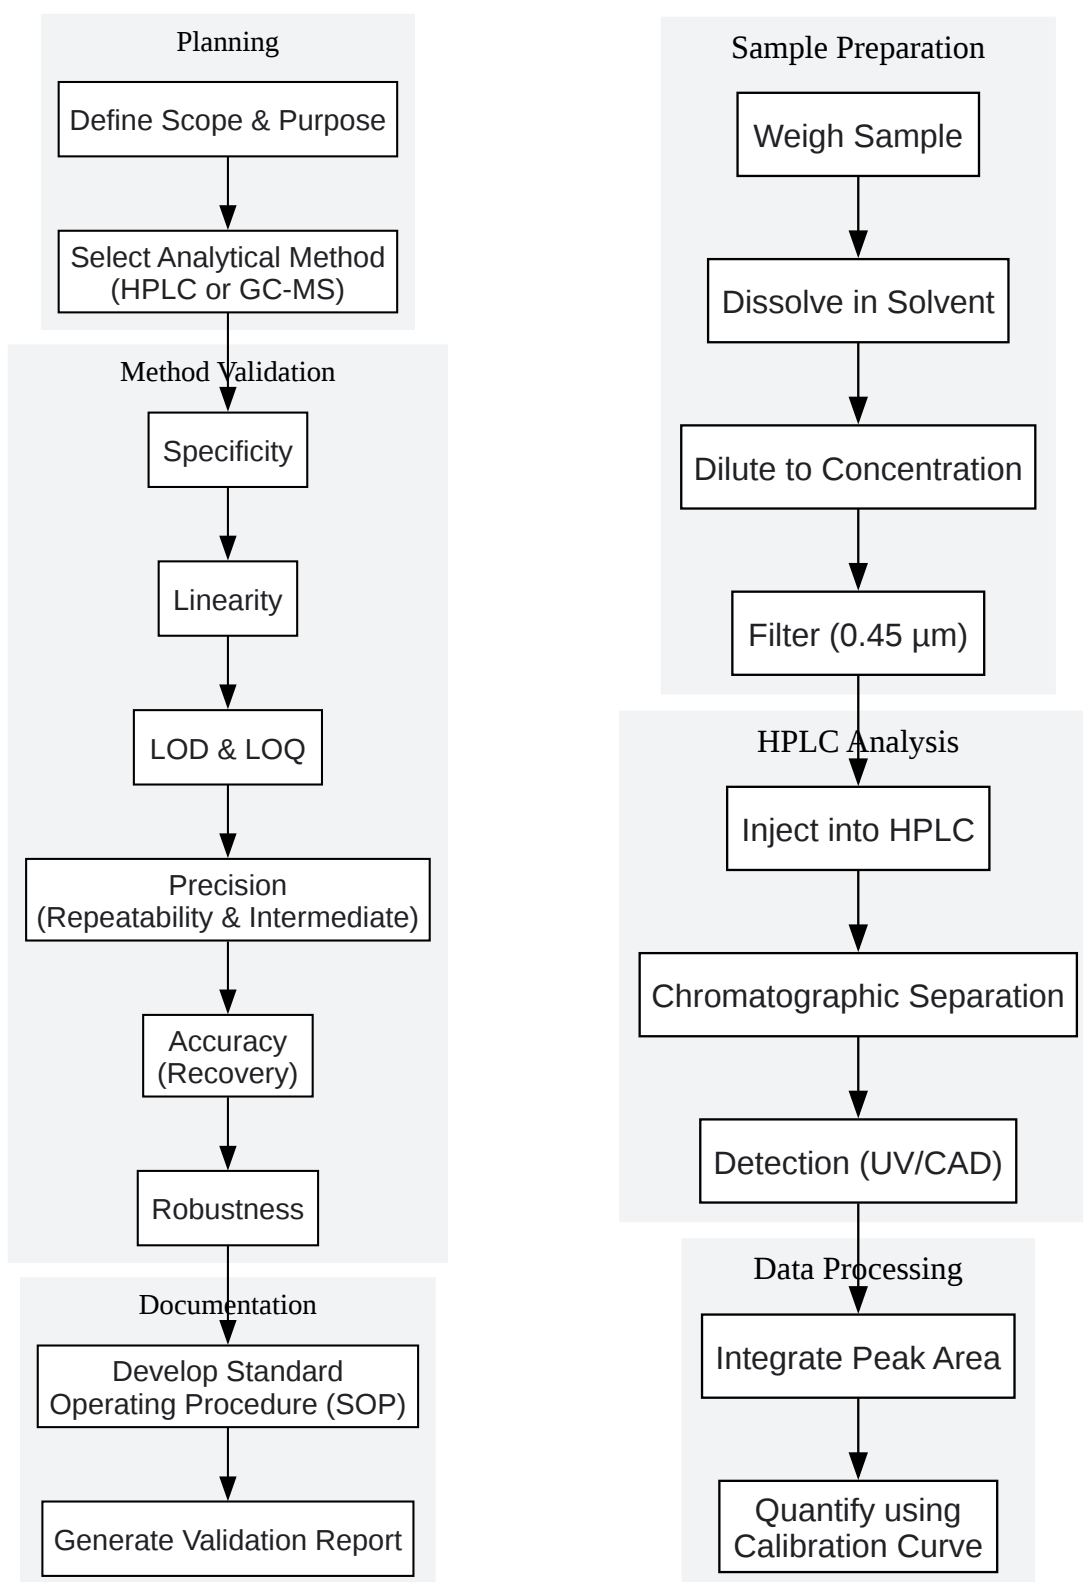 Planning
Define Scope & Purpose
Select Analytical Method
(HPLC or GC-MS)
Method Validation
Specificity
Linearity
LOD & LOQ
Precision
(Repeatability & Intermediate)
Accuracy
(Recovery)
Robustness
Documentation
Develop Standard
Operating Procedure (SOP)
Generate Validation Report
Sample Preparation
Weigh Sample
Dissolve in Solvent
Dilute to Concentration
Filter (0.45 µm)
HPLC Analysis
Inject into HPLC
Chromatographic Separation
Detection (UV/CAD)
Data Processing
Integrate Peak Area
Quantify using
Calibration Curve